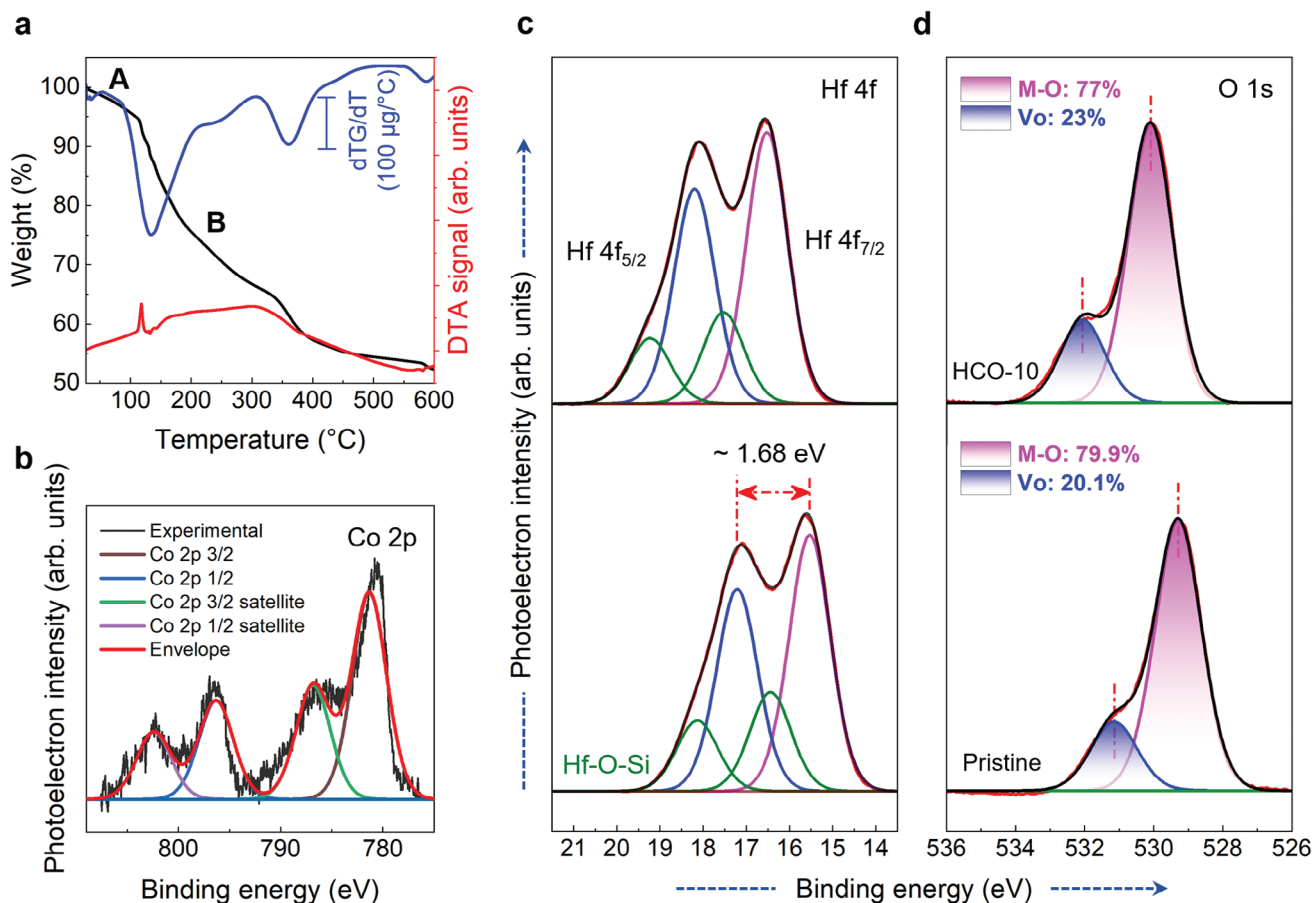 a
A
B
100
90
80
70
60
50
Weight (%)
100 200 300 400 500 600
Temperature (°C)
dTG/dT
(100 µg/°C)
DTA signal (arb. units)
b
Co 2p
Experimental
Co 2p 3/2
Co 2p 1/2
Co 2p 3/2 satellite
Co 2p 1/2 satellite
Envelope
Photoelectron intensity (arb. units)
800 790 780
Binding energy (eV)
c
Hf 4f
Hf 4f5/2
Hf 4f7/2
~ 1.68 eV
Hf-O-Si
Photoelectron intensity (arb. units)
21 20 19 18 17 16 15 14
d
O 1s
M-O: 77%
Vo: 23%
HCO-10
M-O: 79.9%
Vo: 20.1%
Pristine
536 534 532 530 528 526
Binding energy (eV)